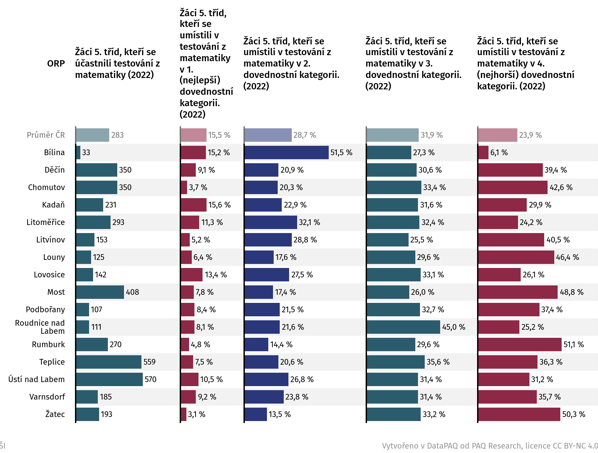 ORP
Žáci 5. tříd, kteří se
účastnili testování z
matematiky (2022)
Žáci 5. tříd,
kteří se
umístili v
testování z
matematiky
v 1.
(nejlepší)
dovednostní
kategorii.
(2022)
Žáci 5. tříd, kteří se
umístili v testování z
matematiky v 2.
dovednostní kategorii.
(2022)
Žáci 5. tříd, kteří se
umístili v testování z
matematiky v 3.
dovednostní kategorii.
(2022)
Žáci 5. tříd, kteří se
umístili v testování z
matematiky v 4.
(nejhorší) dovednostní
kategorii. (2022)
Průměr ČR 283 15,5 % 28,7 % 31,9 % 23,9 %
Bílina 33 15,2 % 51,5 % 27,3 % 6,1 %
Děčín 350 9,1 % 20,9 % 30,6 % 39,4 %
Chomutov 350 3,7 % 20,3 % 33,4 % 42,6 %
Kadaň 231 15,6 % 22,9 % 31,6 % 29,9 %
Litoměřice 293 11,3 % 32,1 % 32,4 % 24,2 %
Litvínov 153 5,2 % 28,8 % 25,5 % 40,5 %
Louny 125 6,4 % 17,6 % 29,6 % 46,4 %
Lovosice 142 13,4 % 27,5 % 33,1 % 26,1 %
Most 408 7,8 % 17,4 % 26,0 % 48,8 %
Podbořany 107 8,4 % 21,5 % 32,7 % 37,4 %
Roudnice nad
Labem 111 8,1 % 21,6 % 45,0 % 25,2 %
Rumburk 270 4,8 % 14,4 % 29,6 % 51,1 %
Teplice 559 7,5 % 20,6 % 35,6 % 36,3 %
Ústí nad Labem 570 10,5 % 26,8 % 31,4 % 31,2 %
Varnsdorf 185 9,2 % 23,8 % 31,4 % 35,7 %
Žatec 193 3,1 % 13,5 % 33,2 % 50,3 %
Vytvořeno v DataPAQ od PAQ Research, licence CC BY-NC 4.0